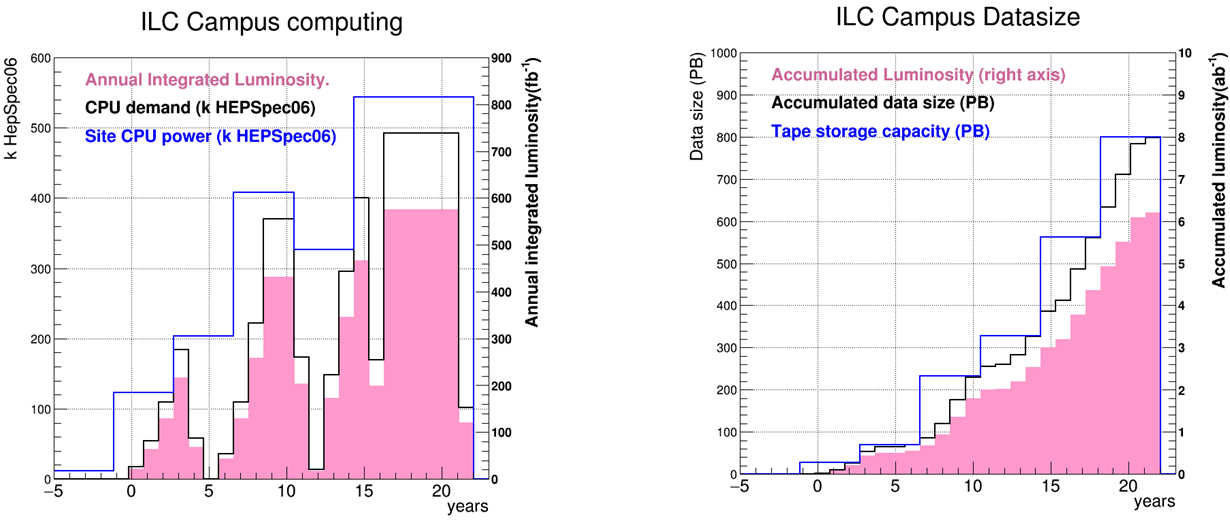 ILC Campus computing
k HepSpec06
600
500
400
300
200
100
0
Annual Integrated Luminosity.
CPU demand (k HEPSpec06)
Site CPU power (k HEPSpec06)
900
800
700
600
500
400
300
200
100
0
Annual Integrated luminosity(fb⁻¹)
−5 0 5 10 15 20
years
ILC Campus Datasize
Data size (PB)
1000
900
800
700
600
500
400
300
200
100
0
Accumulated Luminosity (right axis)
Accumulated data size (PB)
Tape storage capacity (PB)
10
9
8
7
6
5
4
3
2
1
0
Accumulated luminosity(ab⁻¹)
−5 0 5 10 15 20
years